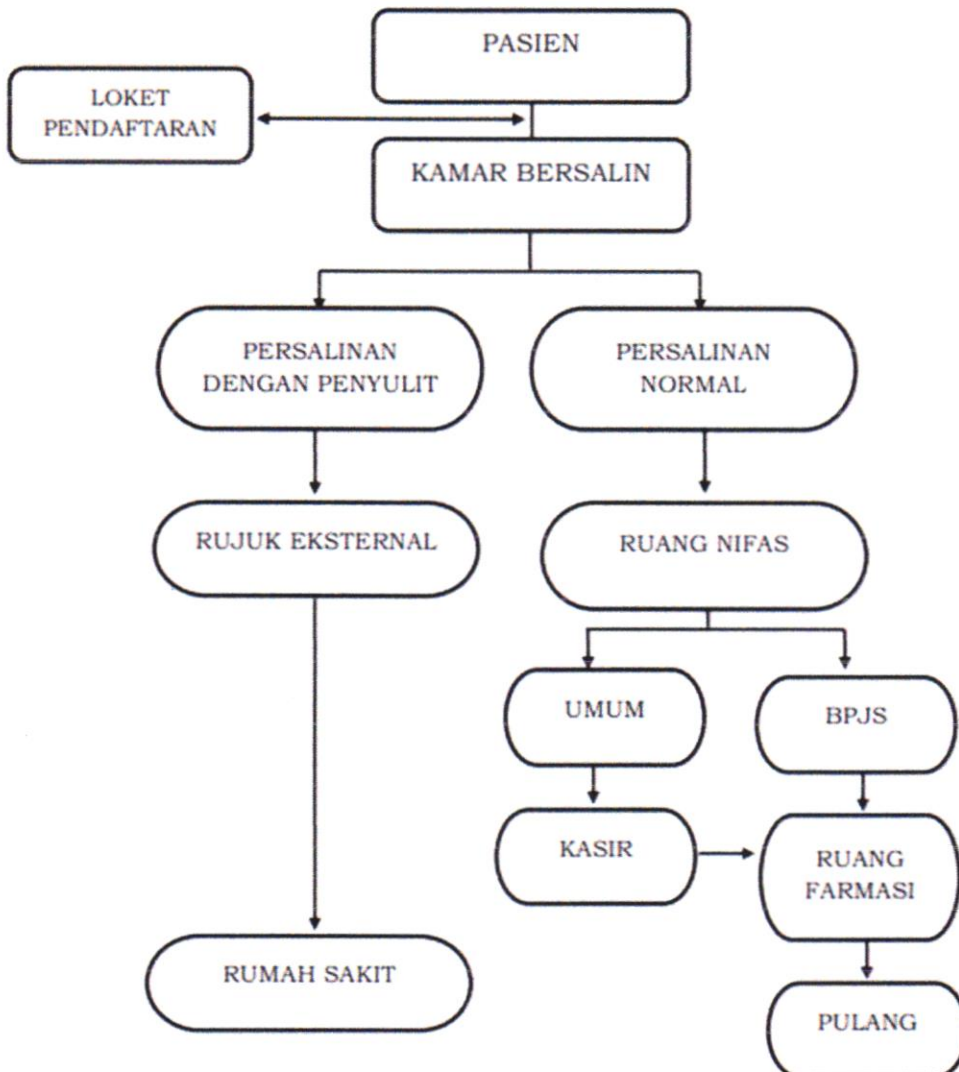 PASIEN
LOKET
PENDAFTARAN
KAMAR BERSALIN
PERSALINAN
DENGAN PENYULIT
PERSALINAN
NORMAL
RUJUK EKSTERNAL
RUANG NIFAS
UMUM
BPJS
KASIR
RUANG
FARMASI
RUMAH SAKIT
PULANG